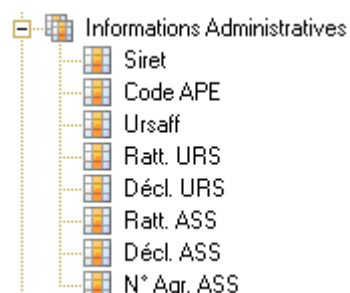 Informations Administratives
Siret
Code APE
Ursaff
Ratt. URS
Décl. URS
Ratt. ASS
Décl. ASS
N° Agr. ASS